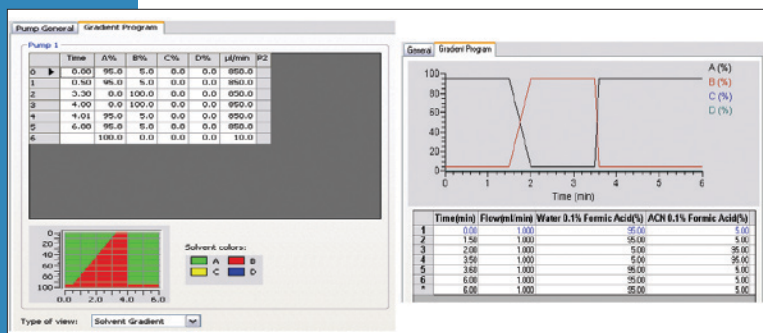 Pump General Gradient Program
Pump 1
Time A% B% C% D% µl/min P2
0 0.00 95.0 5.0 0.0 0.0 850.0
1 0.50 95.0 5.0 0.0 0.0 850.0
2 3.30 0.0 100.0 0.0 0.0 850.0
3 4.00 0.0 100.0 0.0 0.0 850.0
4 4.01 95.0 5.0 0.0 0.0 850.0
5 6.00 95.0 5.0 0.0 0.0 850.0
6 100.0 0.0 0.0 0.0 10.0
0
20
40
60
80
100
0.0 2.0 4.0 6.0
Solvent colors:
A B
C D
Type of view: Solvent Gradient
General Gradient Program
100
80
60
40
20
0
0 1 2 3 4 5 6
Time (min)
A (%)
B (%)
C (%)
D (%)
Time(min) Flow(ml/min) Water 0.1% Formic Acid(%) ACN 0.1% Formic Acid(%)
1 0.00 1.000 95.00 5.00
2 1.50 1.000 95.00 5.00
3 2.00 1.000 5.00 95.00
4 3.50 1.000 5.00 95.00
5 3.60 1.000 95.00 5.00
6 6.00 1.000 95.00 5.00
* 6.00 1.000 95.00 5.00